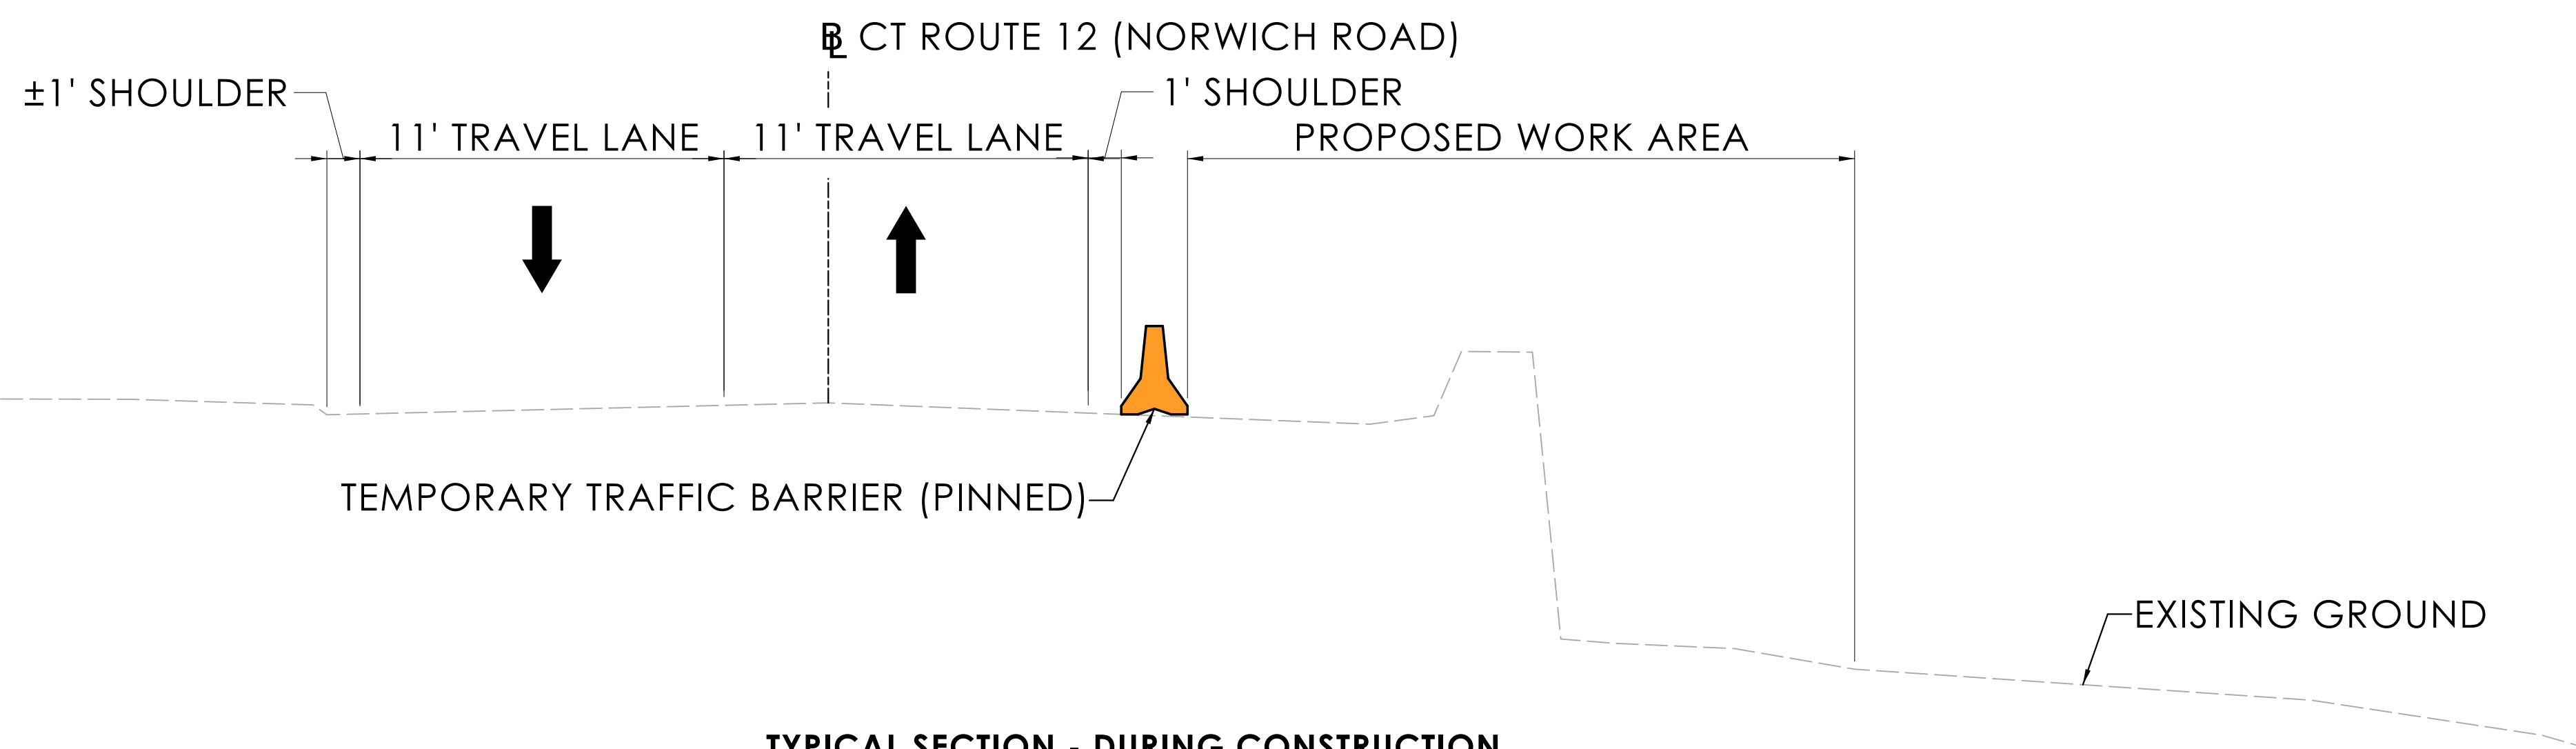 BL CT ROUTE 12 (NORWICH ROAD)
±1' SHOULDER
1' SHOULDER
11' TRAVEL LANE
11' TRAVEL LANE
PROPOSED WORK AREA
TEMPORARY TRAFFIC BARRIER (PINNED)
EXISTING GROUND
TYPICAL SECTION - DURING CONSTRUCTION